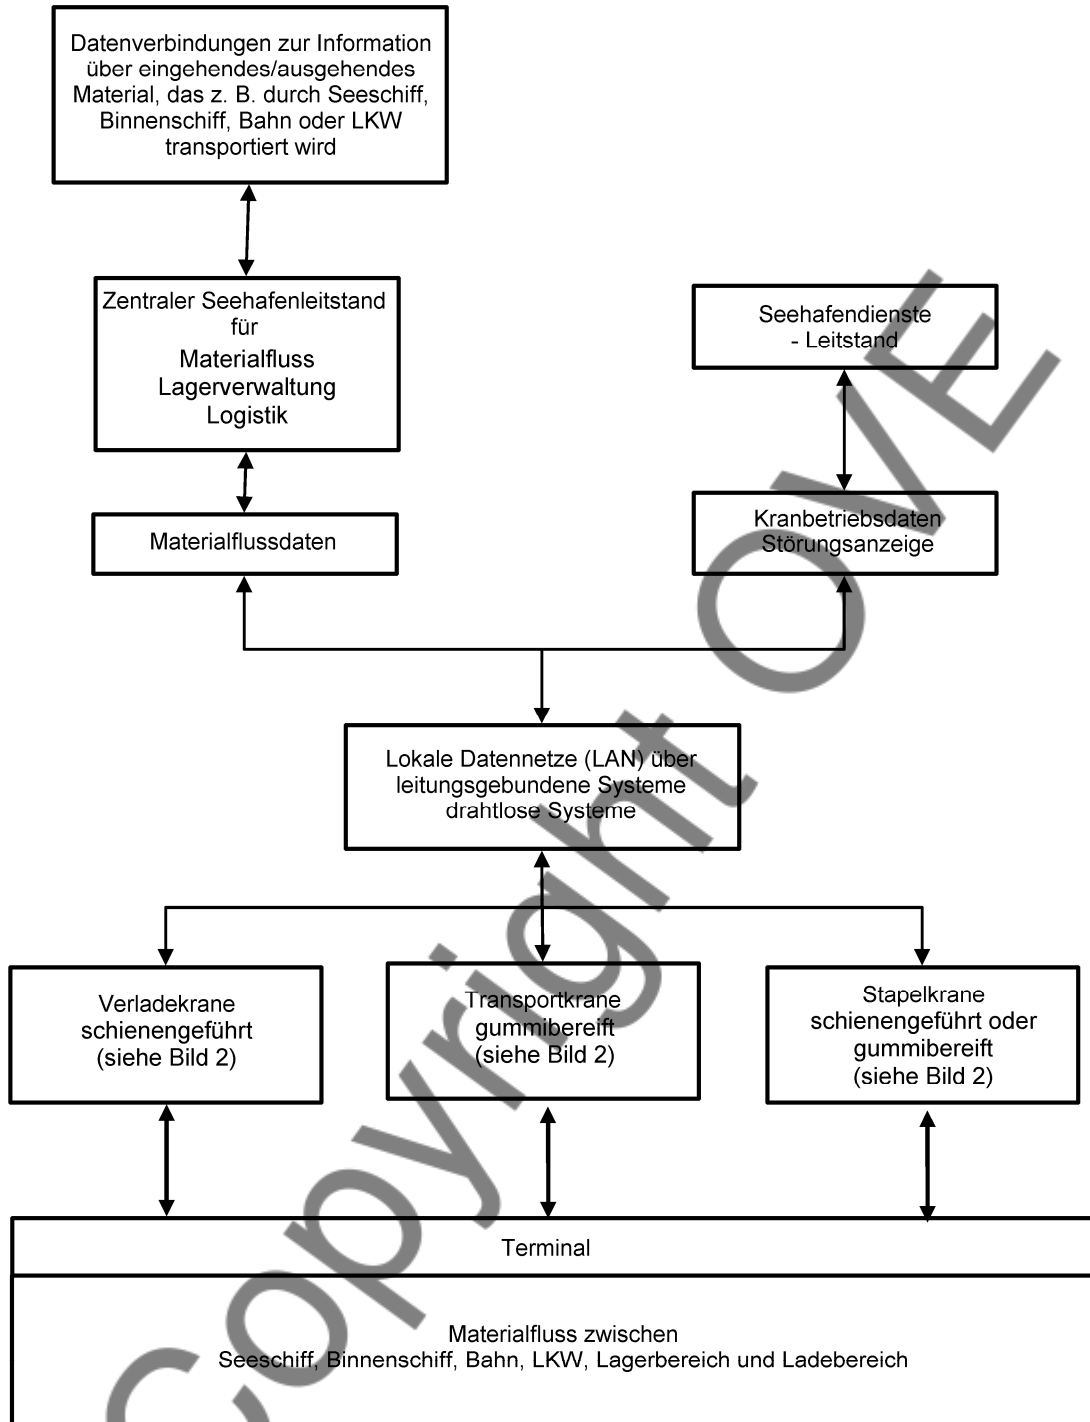 Datenverbindungen zur Information
über eingehendes/ausgehendes
Material, das z. B. durch Seeschiff,
Binnenschiff, Bahn oder LKW
transportiert wird
Zentraler Seehafenleitstand
für
Materialfluss
Lagerverwaltung
Logistik
Seehafendienste
- Leitstand
Materialflussdaten
Kranbetriebsdaten
Störungsanzeige
Lokale Datennetze (LAN) über
leitungsgebundene Systeme
drahtlose Systeme
Verladekrane
schienengeführt
(siehe Bild 2)
Transportkrane
gummibereift
(siehe Bild 2)
Stapelkrane
schienengeführt oder
gummibereift
(siehe Bild 2)
Terminal
Materialfluss zwischen
Seeschiff, Binnenschiff, Bahn, LKW, Lagerbereich und Ladebereich
Copyright OVE